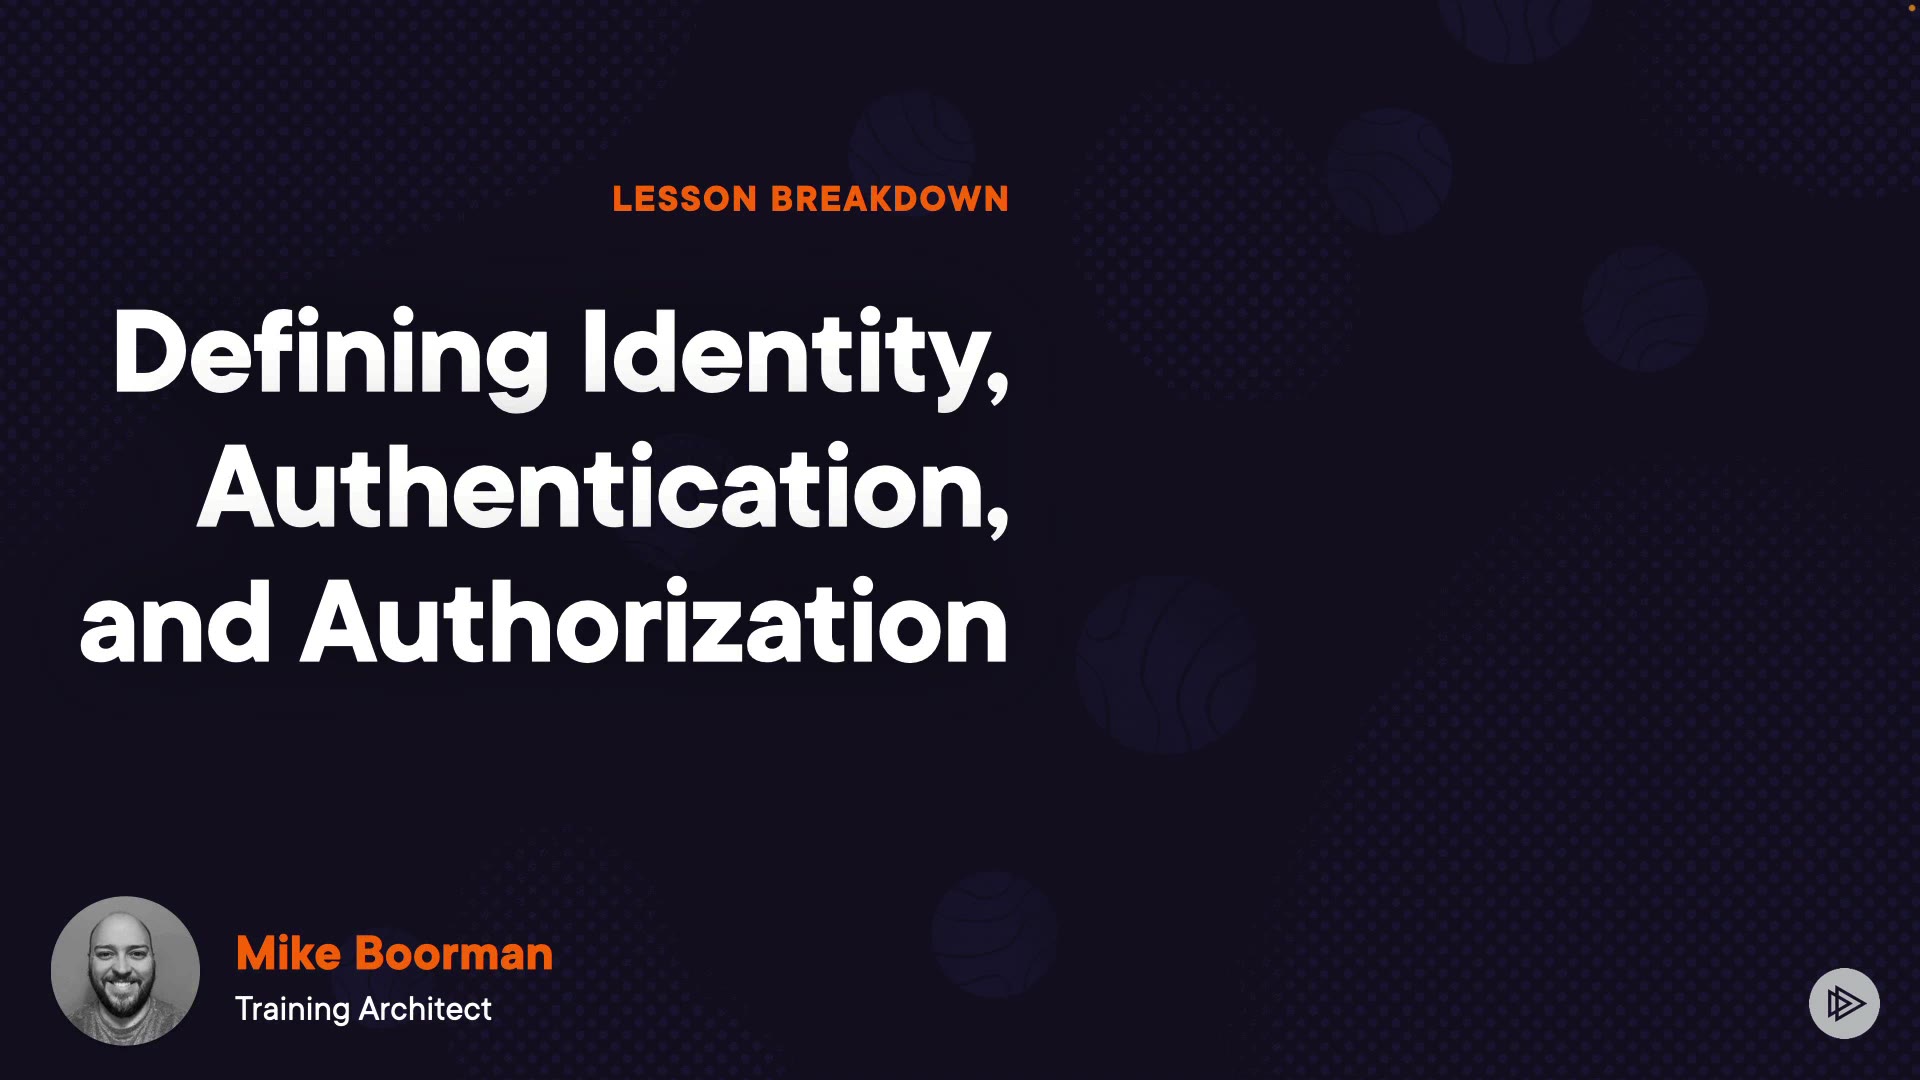 LESSON BREAKDOWN
Defining Identity,
Authentication,
and Authorization
Mike Boorman
Training Architect